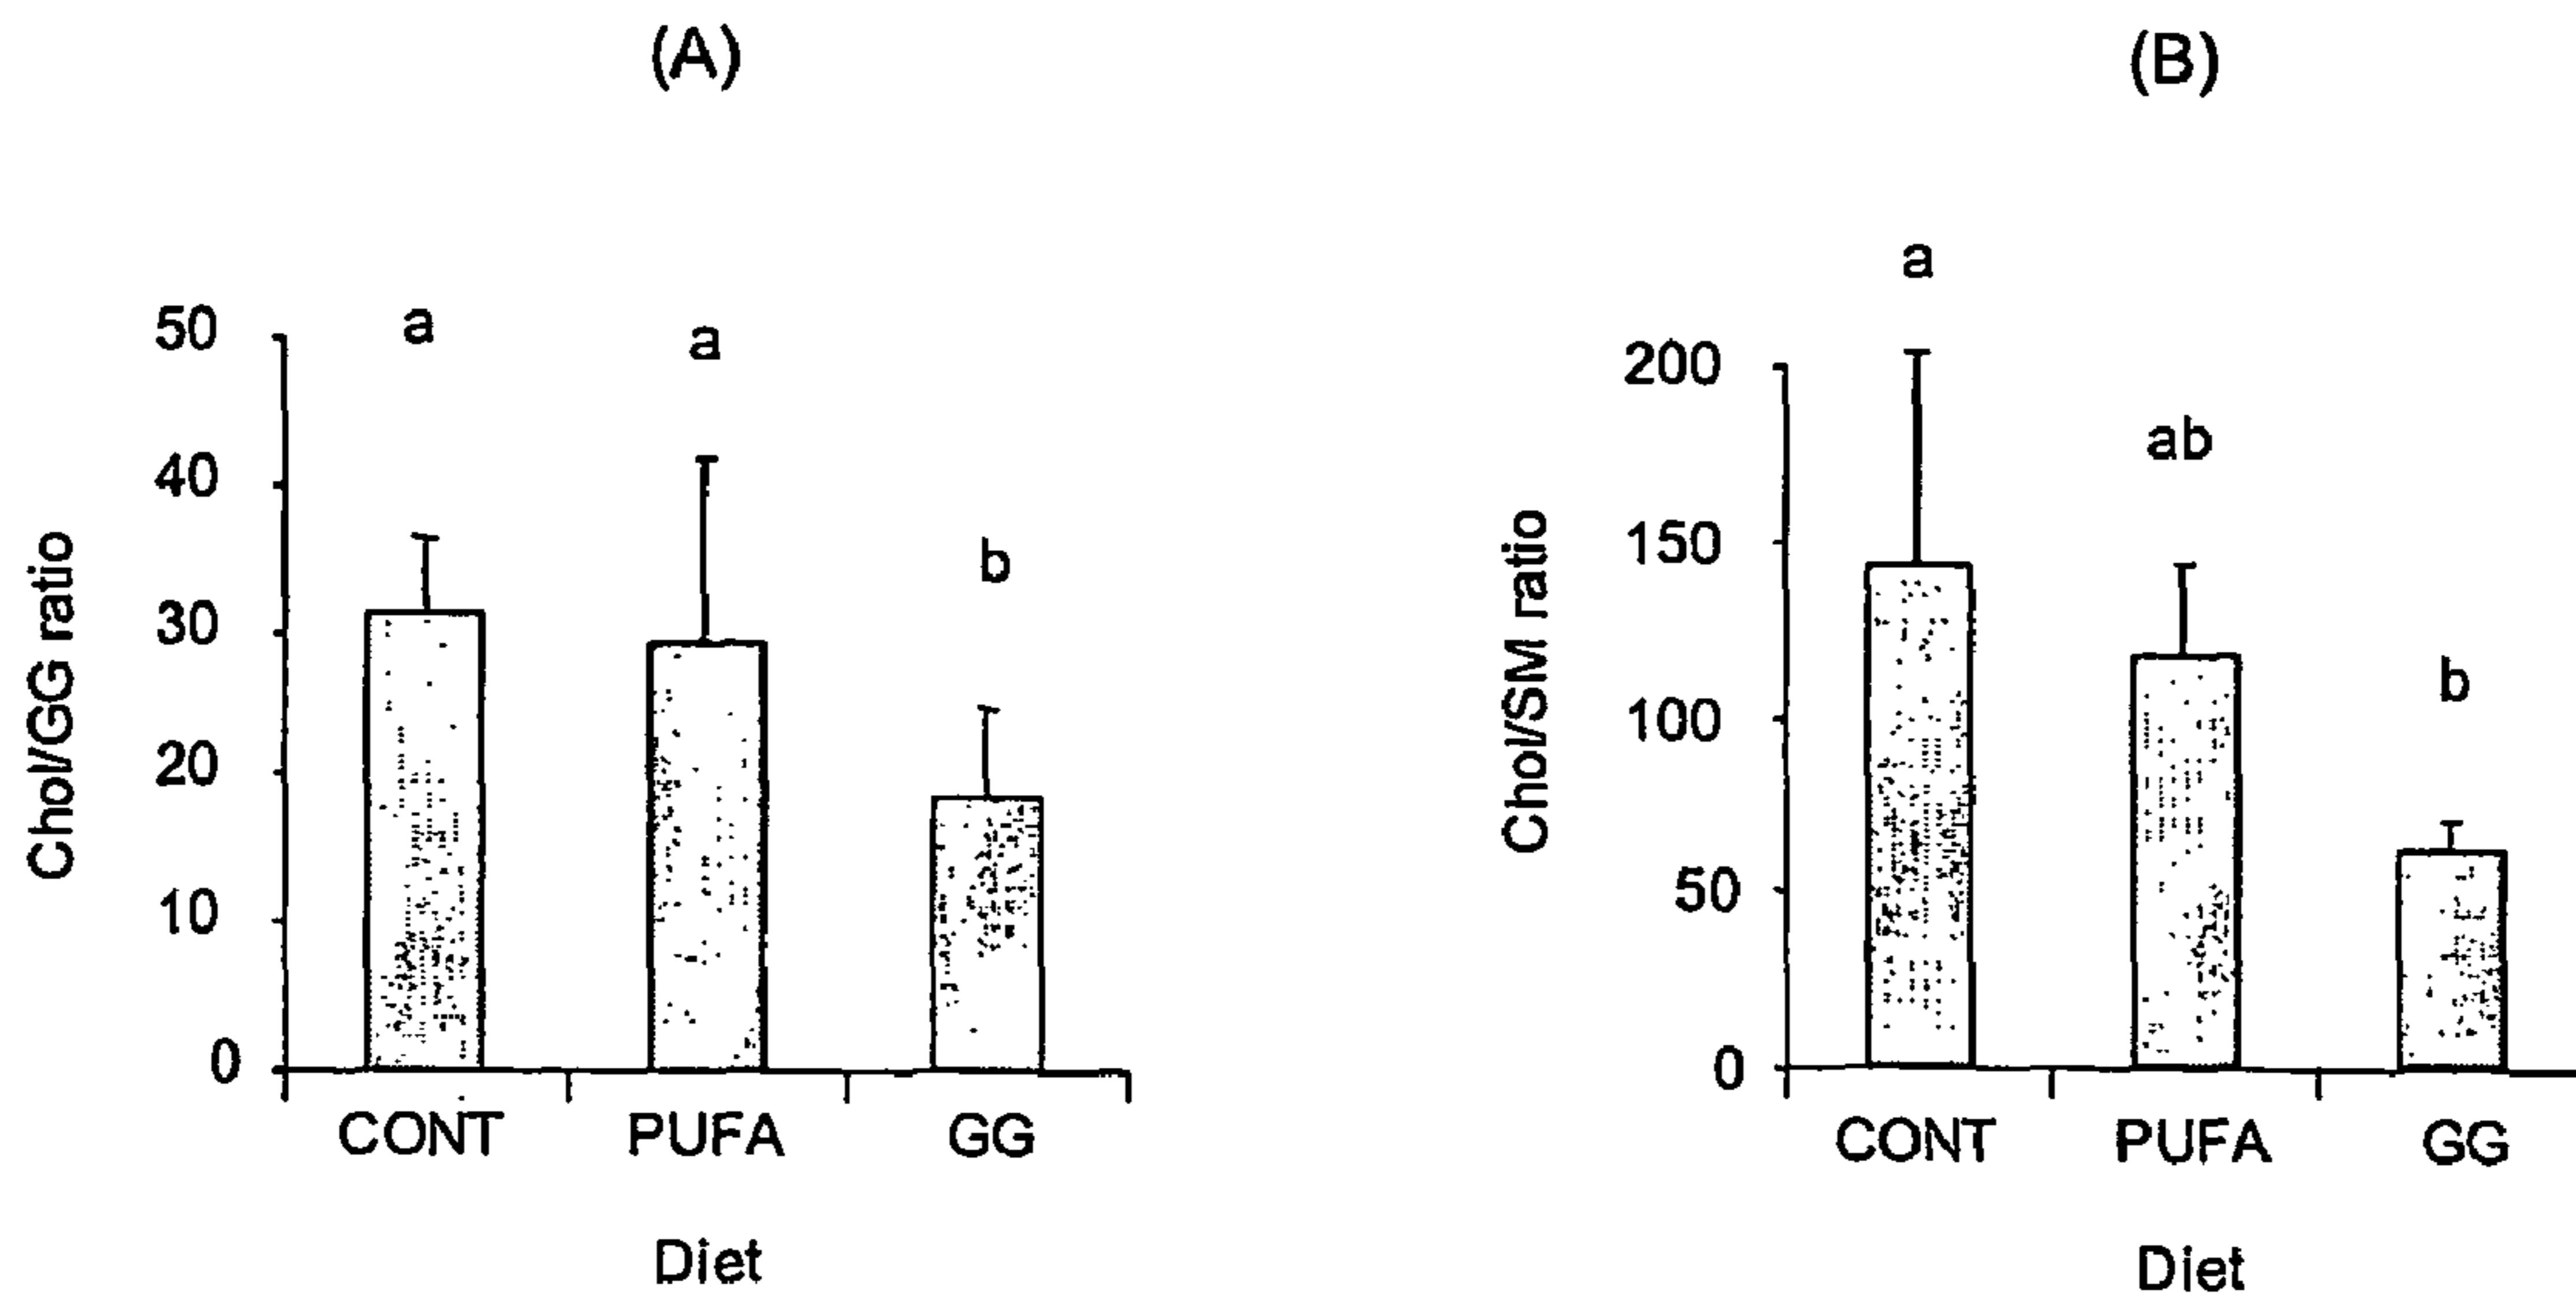 (A)
(B)
Chol/GG ratio
50
40
30
20
10
0
a
a
b
CONT
PUFA
GG
Diet
Chol/SM ratio
200
150
100
50
0
a
ab
b
CONT
PUFA
GG
Diet